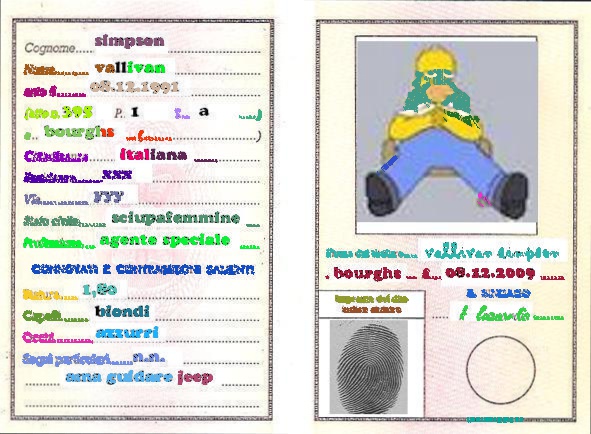 Cognome simpson
Nome vallivan
nato il 08.12.1991
(atto n. 395 P. 1 S. a )
a bourghs )
Cittadinanza italiana
Residenza xxx
Via yyy
Stato civile sciupafemmine
Professione agente speciale
CONNOTATI E CONTRASSEGNI SALIENTI
Statura 1,80
Capelli biondi
Occhi azzurri
Segni particolari n.n.
ama guidare jeep
Firma del titolare vallivan simpson
bourghs li 08.12.2009
IL SINDACO
Impronta del dito
indice sinistro